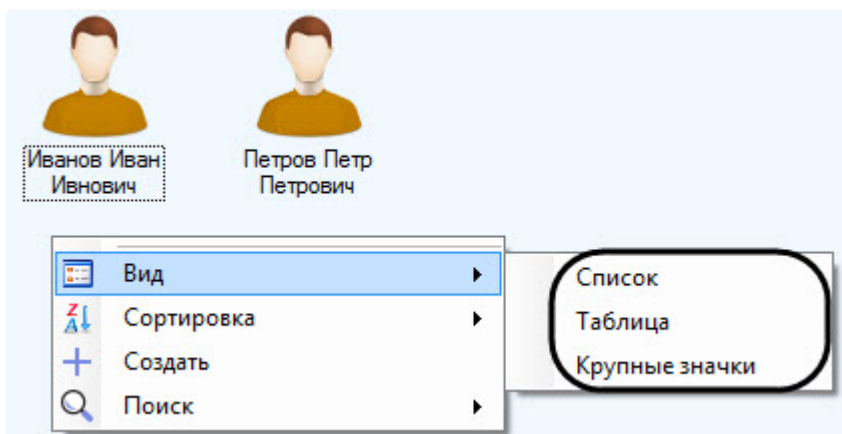 Иванов Иван
Ивнович
Петров Петр
Петрович
Вид
Сортировка
Создать
Поиск
Список
Таблица
Крупные значки